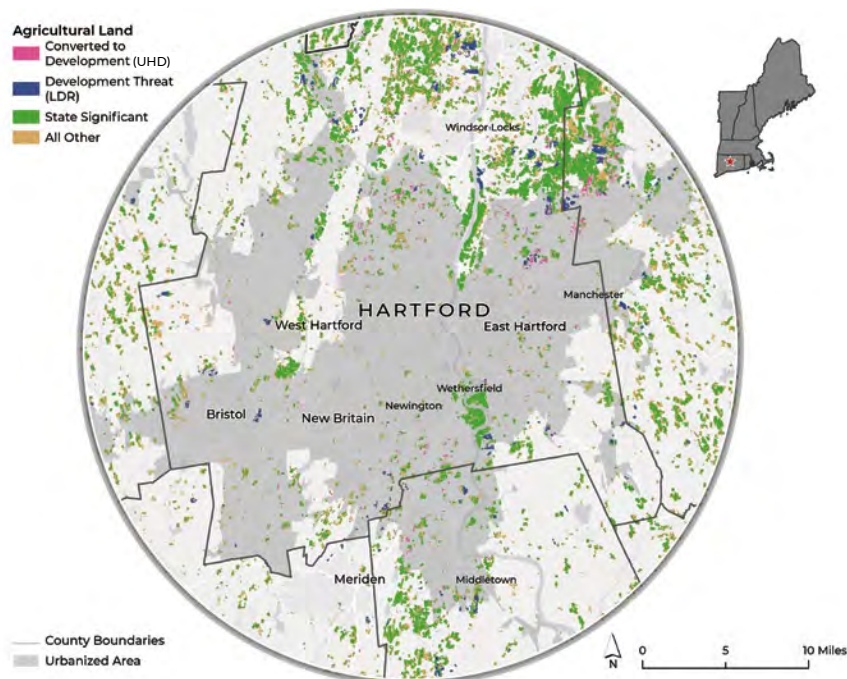 Agricultural Land
Converted to
Development (UHD)
Development Threat
(LDR)
State Significant
All Other
Windsor Locks
HARTFORD
Manchester
West Hartford
East Hartford
Wethersfield
Bristol
New Britain
Newington
Meriden
Middletown
County Boundaries
Urbanized Area
N
0 5 10 Miles